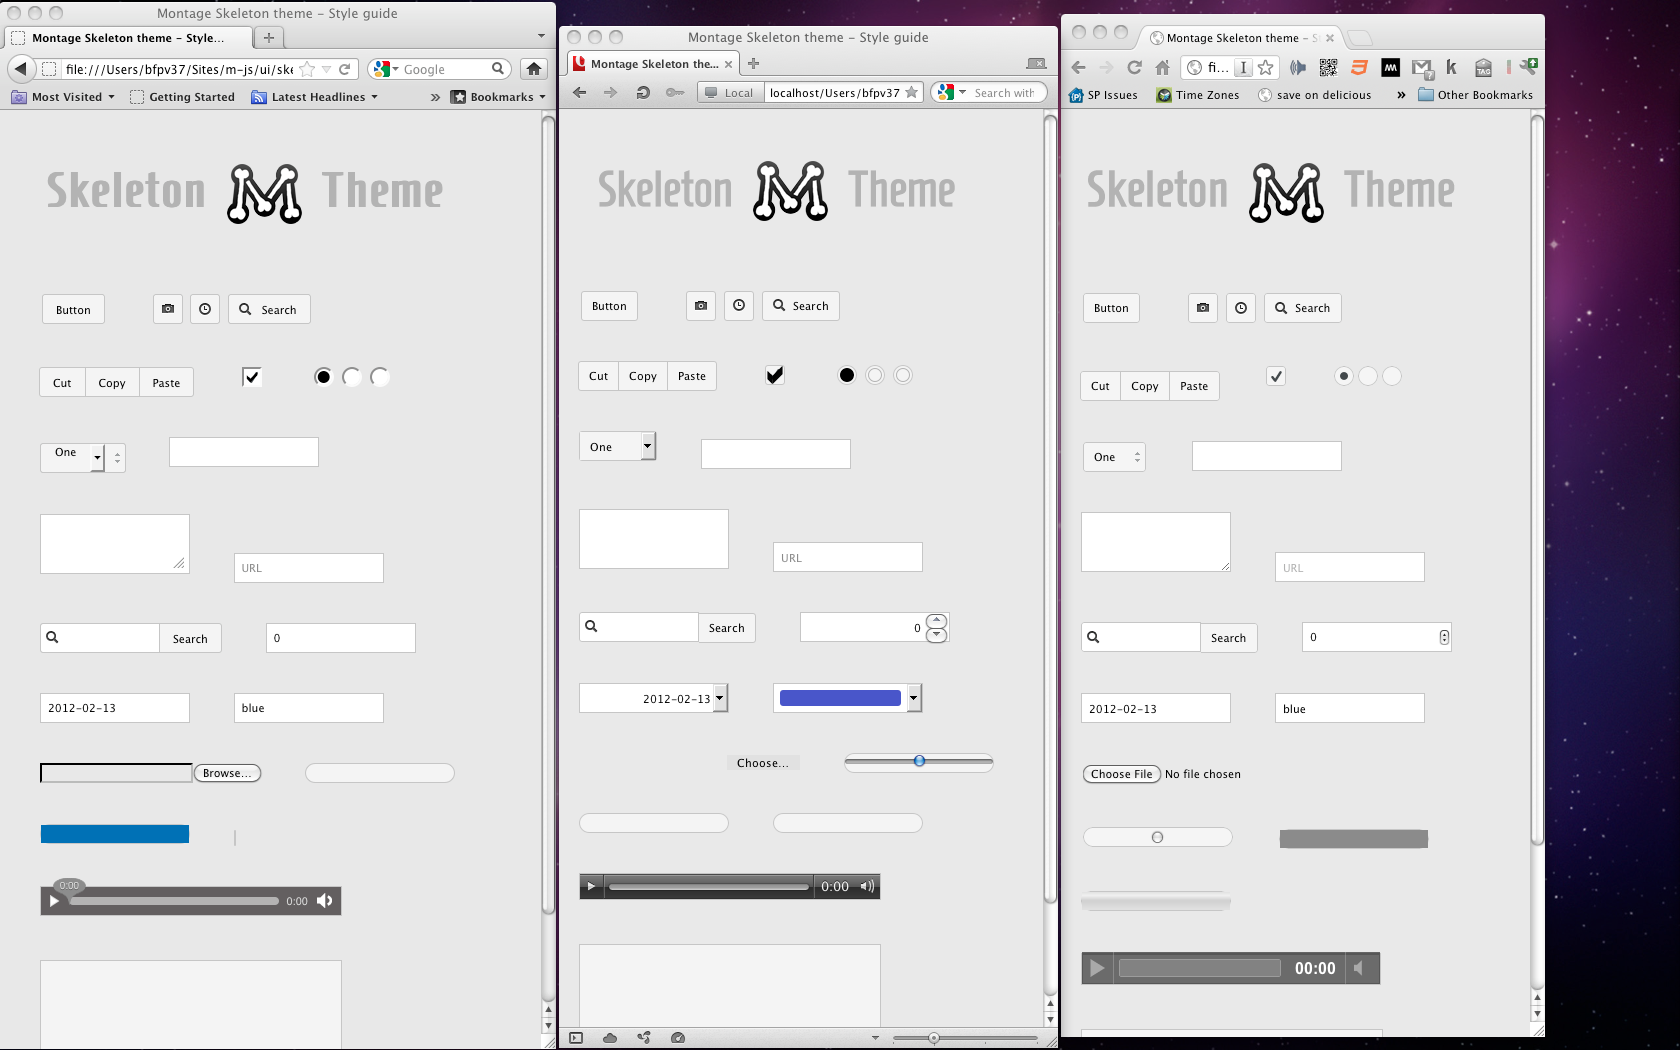 Montage Skeleton theme – Style guide
Montage Skeleton theme – Style...
file:///Users/bfpv37/Sites/m-js/ui/ske
Google
Most Visited
Getting Started
Latest Headlines
»
Bookmarks
Skeleton M Theme
Button
Search
Cut
Copy
Paste
One
URL
Search
0
2012-02-13
blue
Browse...
0:00
0:00
Montage Skeleton theme – Style guide
Montage Skeleton the...
Local
localhost/Users/bfpv37
Search with
Skeleton M Theme
Button
Search
Cut
Copy
Paste
One
URL
Search
0
2012-02-13
Choose...
0:00
Montage Skeleton theme – S
fi...
TAG
SP Issues
Time Zones
save on delicious
»
Other Bookmarks
Skeleton M Theme
Button
Search
Cut
Copy
Paste
One
URL
Search
0
2012-02-13
blue
Choose File
No file chosen
00:00